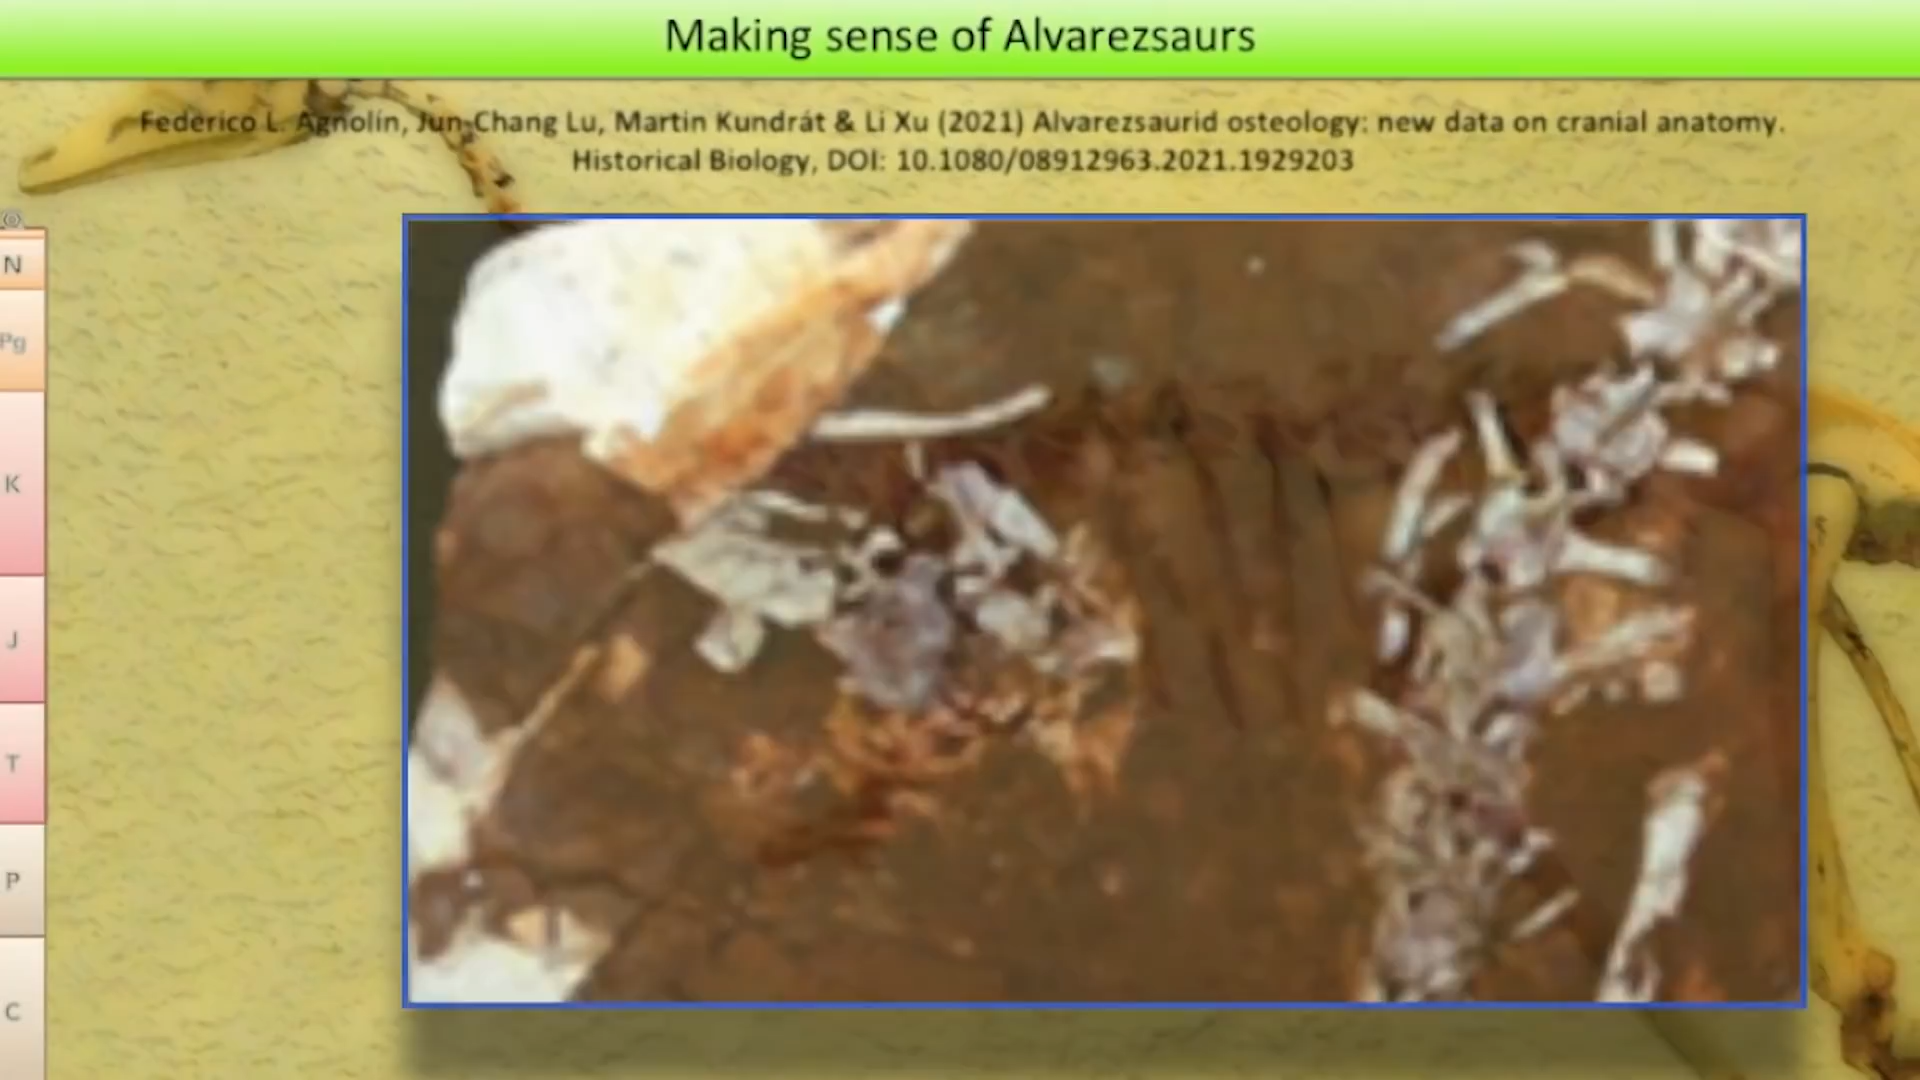 Making sense of Alvarezsaurs
Federico L. Agnolín, Jun-Chang Lu, Martin Kundrát & Li Xu (2021) Alvarezsaurid osteology: new data on cranial anatomy.
Historical Biology, DOI: 10.1080/08912963.2021.1929203
N
Pg
K
J
T
P
C